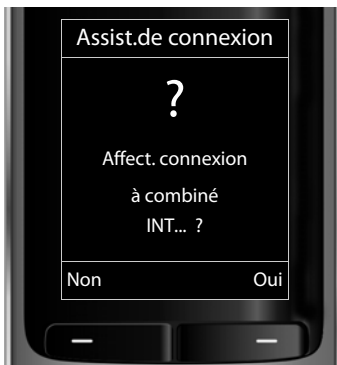 Assist.de connexion
?
Affect. connexion
à combiné
INT... ?
Non Oui